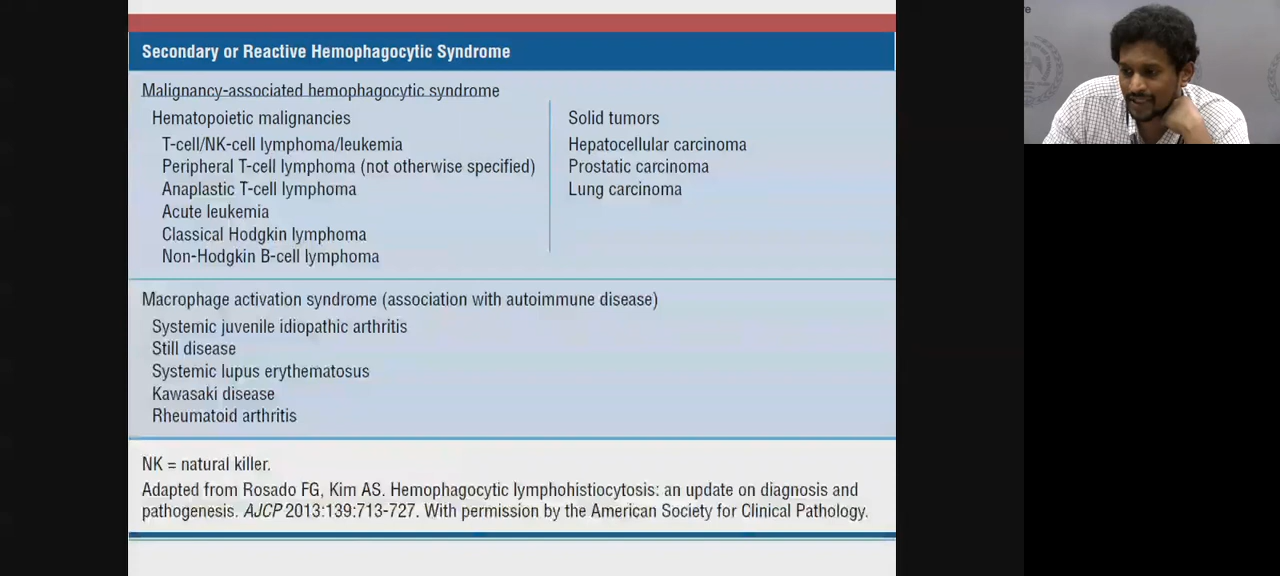 Secondary or Reactive Hemophagocytic Syndrome
Malignancy-associated hemophagocytic syndrome
Hematopoietic malignancies
T-cell/NK-cell lymphoma/leukemia
Peripheral T-cell lymphoma (not otherwise specified)
Anaplastic T-cell lymphoma
Acute leukemia
Classical Hodgkin lymphoma
Non-Hodgkin B-cell lymphoma
Solid tumors
Hepatocellular carcinoma
Prostatic carcinoma
Lung carcinoma
Macrophage activation syndrome (association with autoimmune disease)
Systemic juvenile idiopathic arthritis
Still disease
Systemic lupus erythematosus
Kawasaki disease
Rheumatoid arthritis
NK = natural killer.
Adapted from Rosado FG, Kim AS. Hemophagocytic lymphohistiocytosis: an update on diagnosis and
pathogenesis. AJCP 2013:139:713-727. With permission by the American Society for Clinical Pathology.